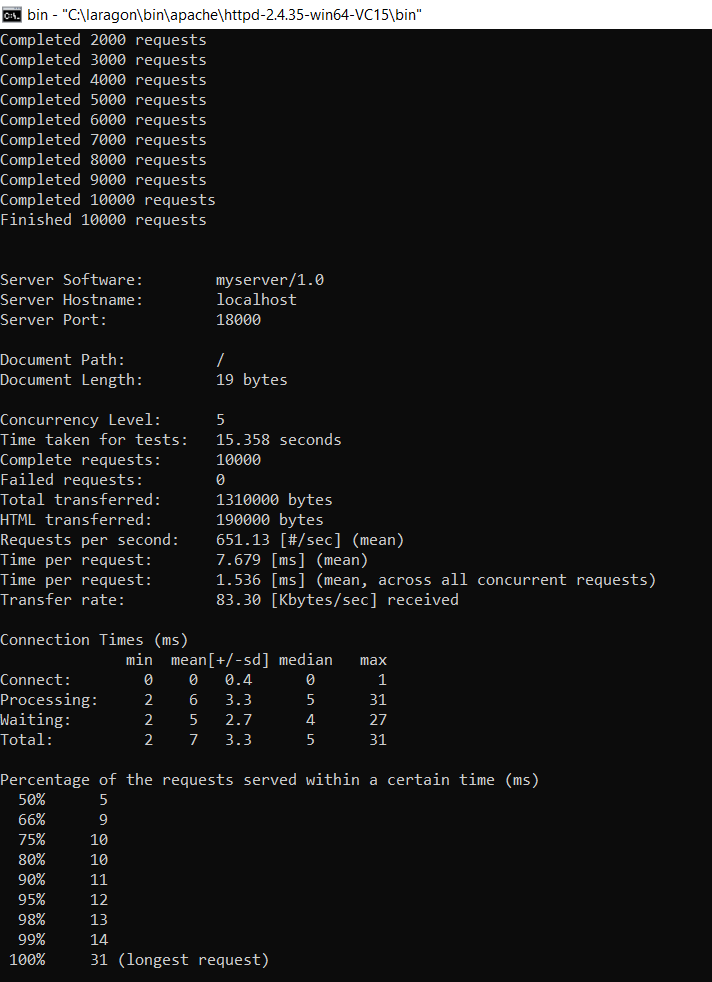 bin - "C:\laragon\bin\apache\httpd-2.4.35-win64-VC15\bin"
Completed 2000 requests
Completed 3000 requests
Completed 4000 requests
Completed 5000 requests
Completed 6000 requests
Completed 7000 requests
Completed 8000 requests
Completed 9000 requests
Completed 10000 requests
Finished 10000 requests
Server Software:        myserver/1.0
Server Hostname:        localhost
Server Port:            18000
Document Path:          /
Document Length:        19 bytes
Concurrency Level:      5
Time taken for tests:   15.358 seconds
Complete requests:      10000
Failed requests:        0
Total transferred:      1310000 bytes
HTML transferred:       190000 bytes
Requests per second:    651.13 [#/sec] (mean)
Time per request:       7.679 [ms] (mean)
Time per request:       1.536 [ms] (mean, across all concurrent requests)
Transfer rate:          83.30 [Kbytes/sec] received
Connection Times (ms)
              min  mean[+/-sd] median   max
Connect:        0    0   0.4      0       1
Processing:     2    6   3.3      5      31
Waiting:        2    5   2.7      4      27
Total:          2    7   3.3      5      31
Percentage of the requests served within a certain time (ms)
  50%      5
  66%      9
  75%     10
  80%     10
  90%     11
  95%     12
  98%     13
  99%     14
 100%     31 (longest request)